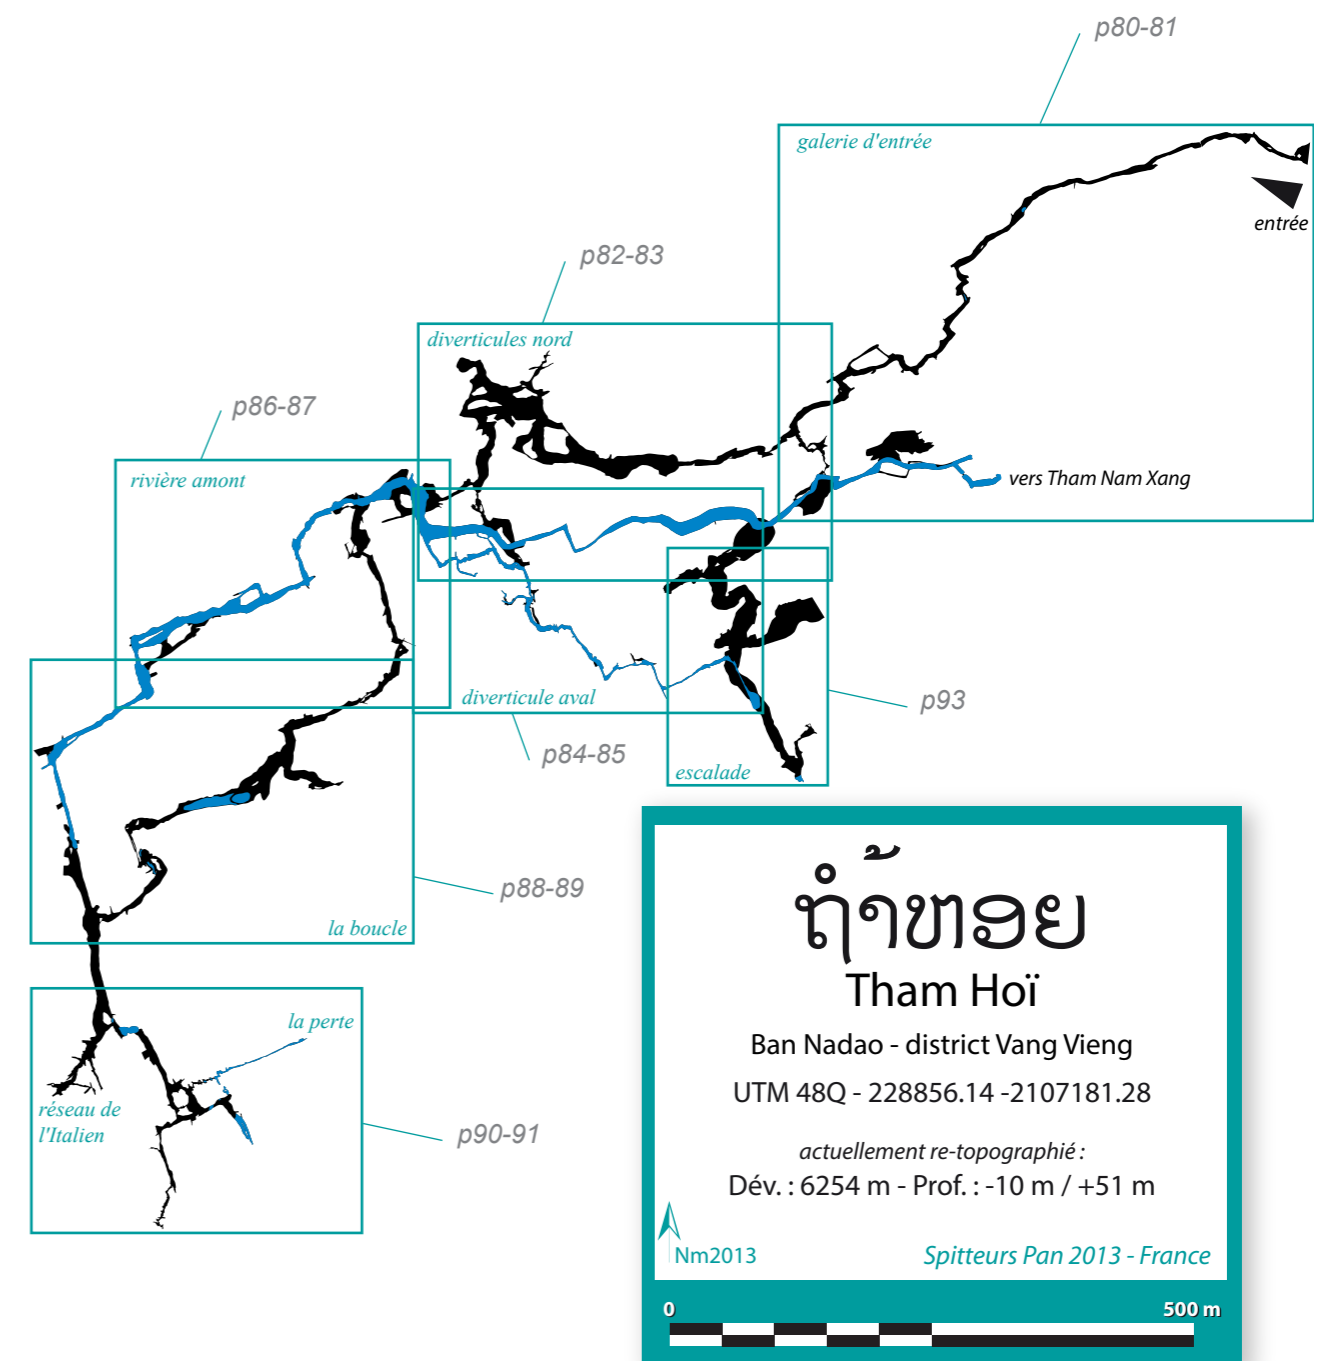 p80-81
galerie d'entrée
entrée
p82-83
diverticules nord
p86-87
rivière amont
vers Tham Nam Xang
diverticule aval
p93
p84-85
escalade
p88-89
la boucle
la perte
réseau de
l'Italien
p90-91
ຖ້ຳຫອຍ
Tham Hoï
Ban Nadao - district Vang Vieng
UTM 48Q - 228856.14 -2107181.28
actuellement re-topographié :
Dév. : 6254 m - Prof. : -10 m / +51 m
Nm2013
Spitteurs Pan 2013 - France
0 500 m